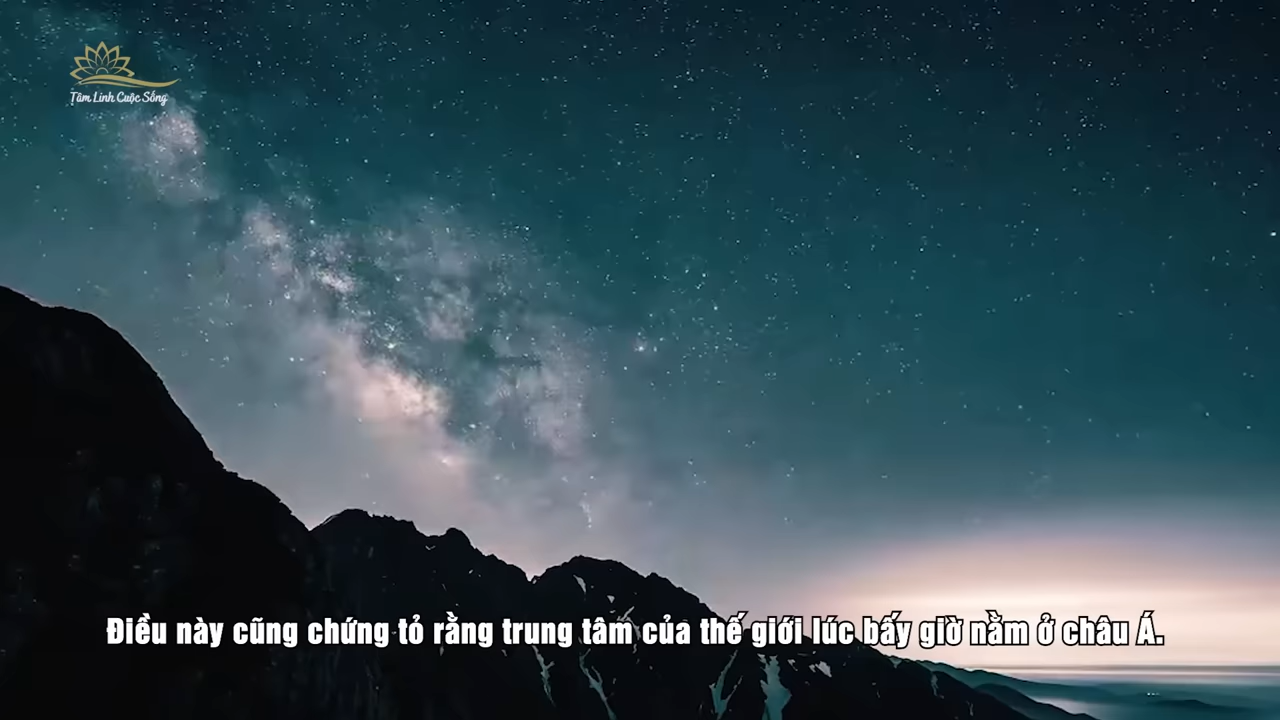 Tâm Linh Cuộc Sống
Điều này cũng chứng tỏ rằng trung tâm của thế giới lúc bấy giờ nằm ở châu Á.